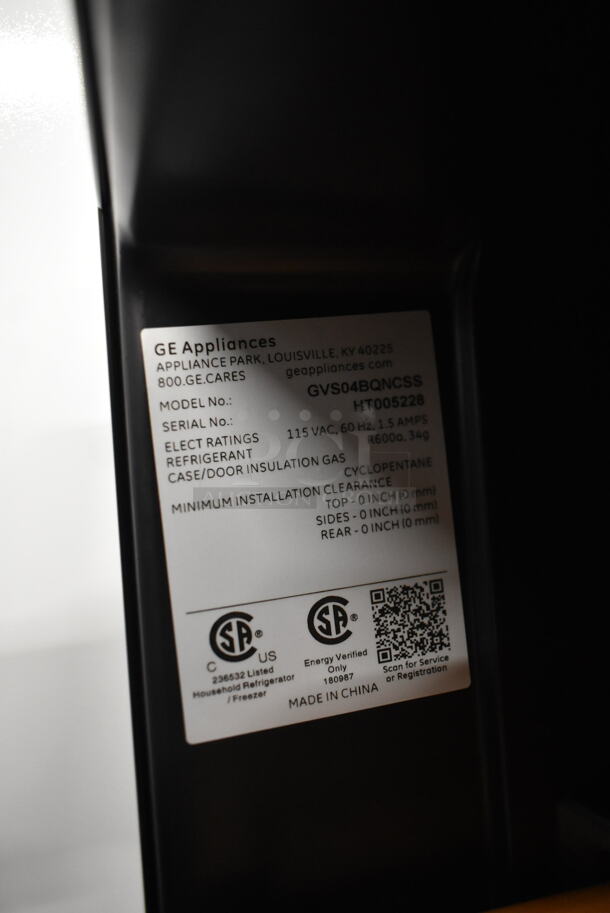 GE Appliances
APPLIANCE PARK, LOUISVILLE, KY 40225
800.GE.CARES geappliances.com
MODEL No.: GVS04BQNCSS
SERIAL No.: HT005228
ELECT RATINGS 115 VAC, 60 Hz, 1.5 AMPS
REFRIGERANT R600a, 34g
CASE/DOOR INSULATION GAS CYCLOPENTANE
MINIMUM INSTALLATION CLEARANCE
TOP - 0 INCH (0 mm)
SIDES - 0 INCH (0 mm)
REAR - 0 INCH (0 mm)
SA ®
C US
236532 Listed
Household Refrigerator
/ Freezer
SA ®
Energy Verified
Only
180987
Scan for Service
or Registration
MADE IN CHINA